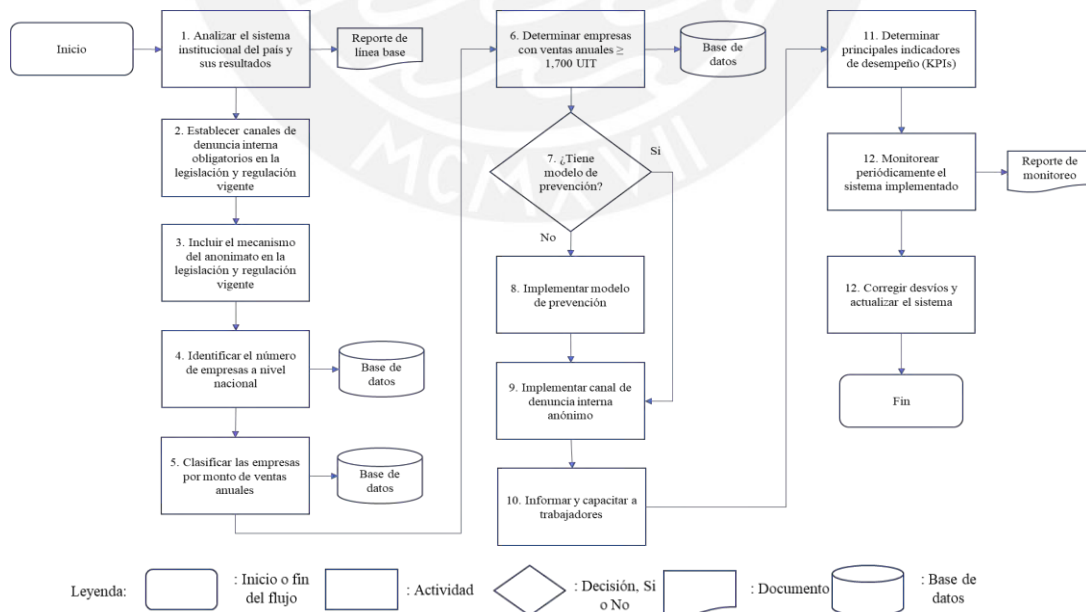 Inicio
1. Analizar el sistema
institucional del país y
sus resultados
Reporte de
línea base
2. Establecer canales de
denuncia interna
obligatorios en la
legislación y regulación
vigente
3. Incluir el mecanismo
del anonimato en la
legislación y regulación
vigente
4. Identificar el número
de empresas a nivel
nacional
Base de
datos
5. Clasificar las empresas
por monto de ventas
anuales
Base de
datos
6. Determinar empresas
con ventas anuales ≥
1,700 UIT
Base de
datos
7. ¿Tiene
modelo de
prevención?
Si
No
8. Implementar modelo
de prevención
9. Implementar canal de
denuncia interna
anónimo
10. Informar y capacitar a
trabajadores
11. Determinar
principales indicadores
de desempeño (KPIs)
12. Monitorear
periódicamente el
sistema implementado
Reporte de
monitoreo
12. Corregir desvíos y
actualizar el sistema
Fin
MCMXVII
Leyenda:
: Inicio o fin
del flujo
: Actividad
: Decisión, Si
o No
: Documento
: Base de
datos